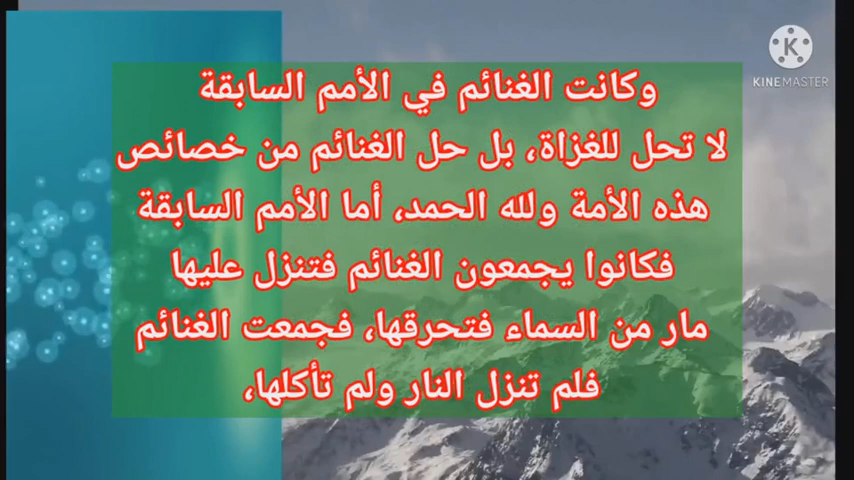 KINEMASTER
وكانت الغنائم في الأمم السابقة
لا تحل للغزاة، بل حل الغنائم من خصائص
هذه الأمة ولله الحمد، أما الأمم السابقة
فكانوا يجمعون الغنائم فتنزل عليها
مار من السماء فتحرقها، فجمعت الغنائم
فلم تنزل النار ولم تأكلها،